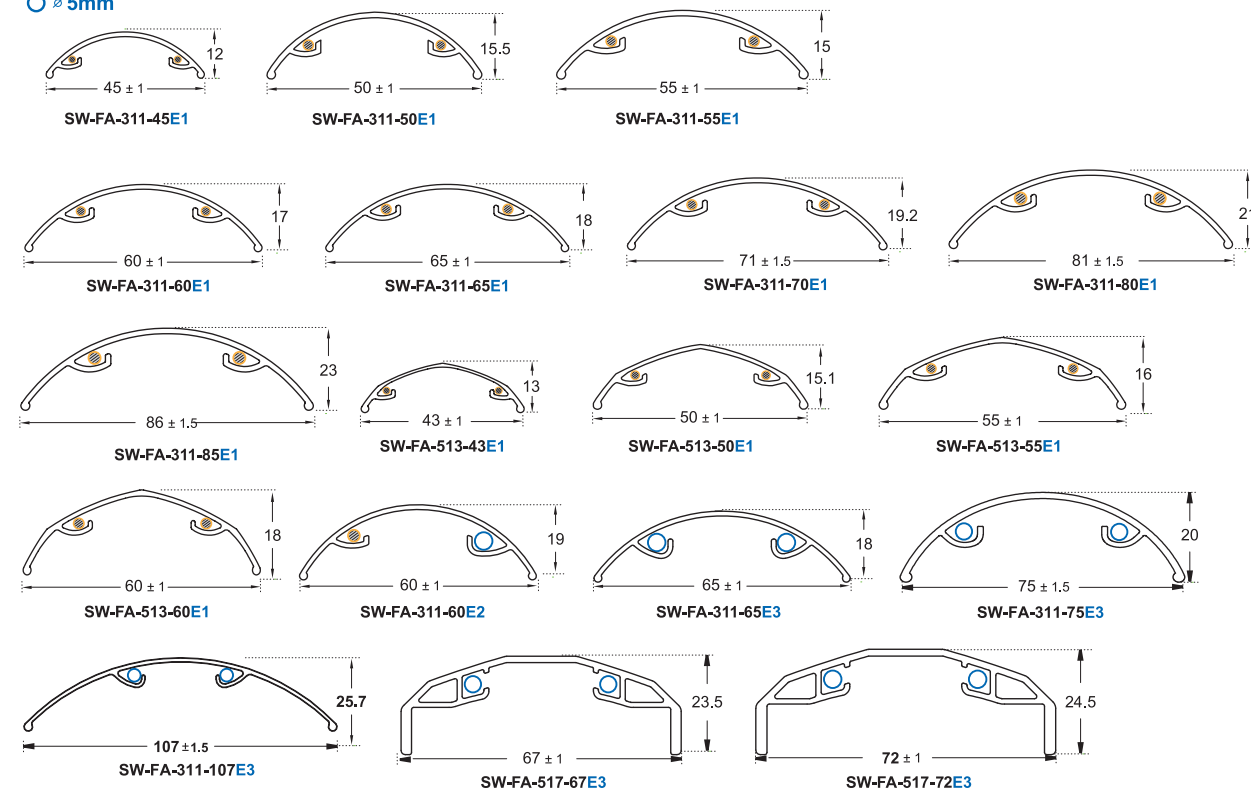 ⌀ 5mm
12
45 ± 1
SW-FA-311-45E1
15.5
50 ± 1
SW-FA-311-50E1
15
55 ± 1
SW-FA-311-55E1
17
60 ± 1
SW-FA-311-60E1
18
65 ± 1
SW-FA-311-65E1
19.2
71 ± 1.5
SW-FA-311-70E1
21
81 ± 1.5
SW-FA-311-80E1
23
86 ± 1.5
SW-FA-311-85E1
13
43 ± 1
SW-FA-513-43E1
15.1
50 ± 1
SW-FA-513-50E1
16
55 ± 1
SW-FA-513-55E1
18
60 ± 1
SW-FA-513-60E1
19
60 ± 1
SW-FA-311-60E2
18
65 ± 1
SW-FA-311-65E3
20
75 ± 1.5
SW-FA-311-75E3
25.7
107 ±1.5
SW-FA-311-107E3
23.5
67 ± 1
SW-FA-517-67E3
24.5
72 ± 1
SW-FA-517-72E3